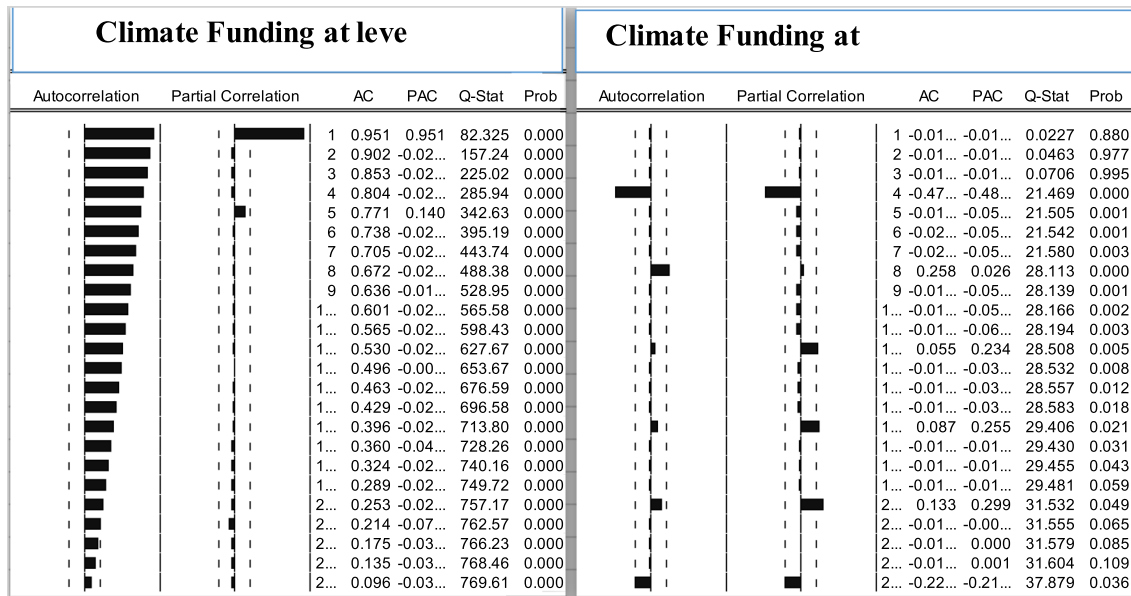 Climate Funding at leve
Autocorrelation Partial Correlation AC PAC Q-Stat Prob
1 0.951 0.951 82.325 0.000
2 0.902 -0.02... 157.24 0.000
3 0.853 -0.02... 225.02 0.000
4 0.804 -0.02... 285.94 0.000
5 0.771 0.140 342.63 0.000
6 0.738 -0.02... 395.19 0.000
7 0.705 -0.02... 443.74 0.000
8 0.672 -0.02... 488.38 0.000
9 0.636 -0.01... 528.95 0.000
1... 0.601 -0.02... 565.58 0.000
1... 0.565 -0.02... 598.43 0.000
1... 0.530 -0.02... 627.67 0.000
1... 0.496 -0.00... 653.67 0.000
1... 0.463 -0.02... 676.59 0.000
1... 0.429 -0.02... 696.58 0.000
1... 0.396 -0.02... 713.80 0.000
1... 0.360 -0.04... 728.26 0.000
1... 0.324 -0.02... 740.16 0.000
1... 0.289 -0.02... 749.72 0.000
2... 0.253 -0.02... 757.17 0.000
2... 0.214 -0.07... 762.57 0.000
2... 0.175 -0.03... 766.23 0.000
2... 0.135 -0.03... 768.46 0.000
2... 0.096 -0.03... 769.61 0.000
Climate Funding at
Autocorrelation Partial Correlation AC PAC Q-Stat Prob
1 -0.01... -0.01... 0.0227 0.880
2 -0.01... -0.01... 0.0463 0.977
3 -0.01... -0.01... 0.0706 0.995
4 -0.47... -0.48... 21.469 0.000
5 -0.01... -0.05... 21.505 0.001
6 -0.02... -0.05... 21.542 0.001
7 -0.02... -0.05... 21.580 0.003
8 0.258 0.026 28.113 0.000
9 -0.01... -0.05... 28.139 0.001
1... -0.01... -0.05... 28.166 0.002
1... -0.01... -0.06... 28.194 0.003
1... 0.055 0.234 28.508 0.005
1... -0.01... -0.03... 28.532 0.008
1... -0.01... -0.03... 28.557 0.012
1... -0.01... -0.03... 28.583 0.018
1... 0.087 0.255 29.406 0.021
1... -0.01... -0.01... 29.430 0.031
1... -0.01... -0.01... 29.455 0.043
1... -0.01... -0.01... 29.481 0.059
2... 0.133 0.299 31.532 0.049
2... -0.01... -0.00... 31.555 0.065
2... -0.01... 0.000 31.579 0.085
2... -0.01... 0.001 31.604 0.109
2... -0.22... -0.21... 37.879 0.036